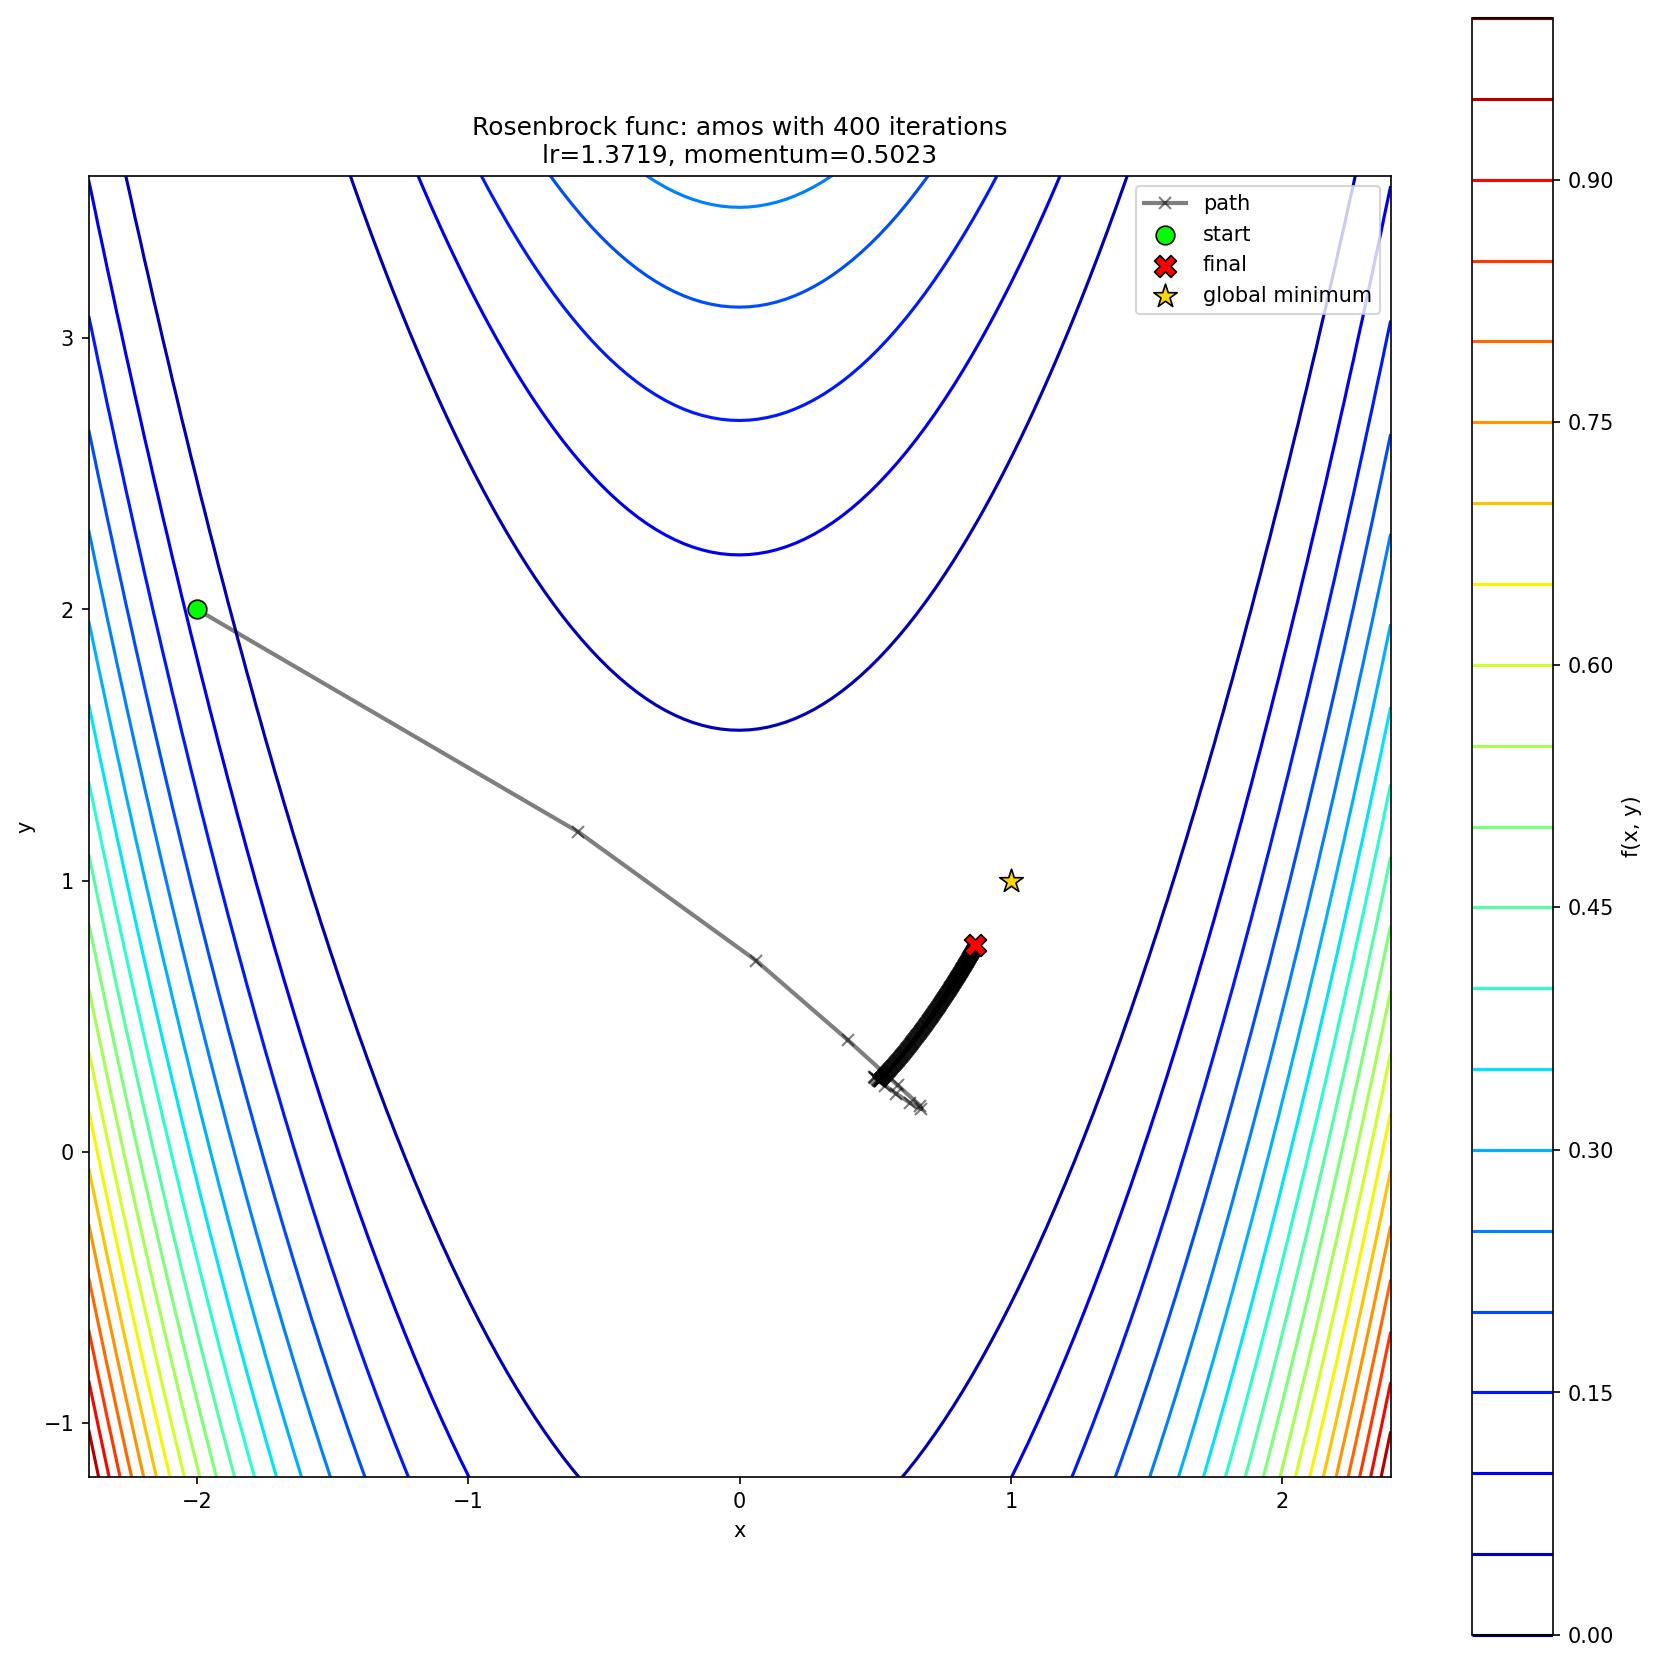 Rosenbrock func: amos with 400 iterations
lr=1.3719, momentum=0.5023
path
start
final
global minimum
3
2
1
0
−1
y
−2
−1
0
1
2
x
0.90
0.75
0.60
0.45
0.30
0.15
0.00
f(x, y)